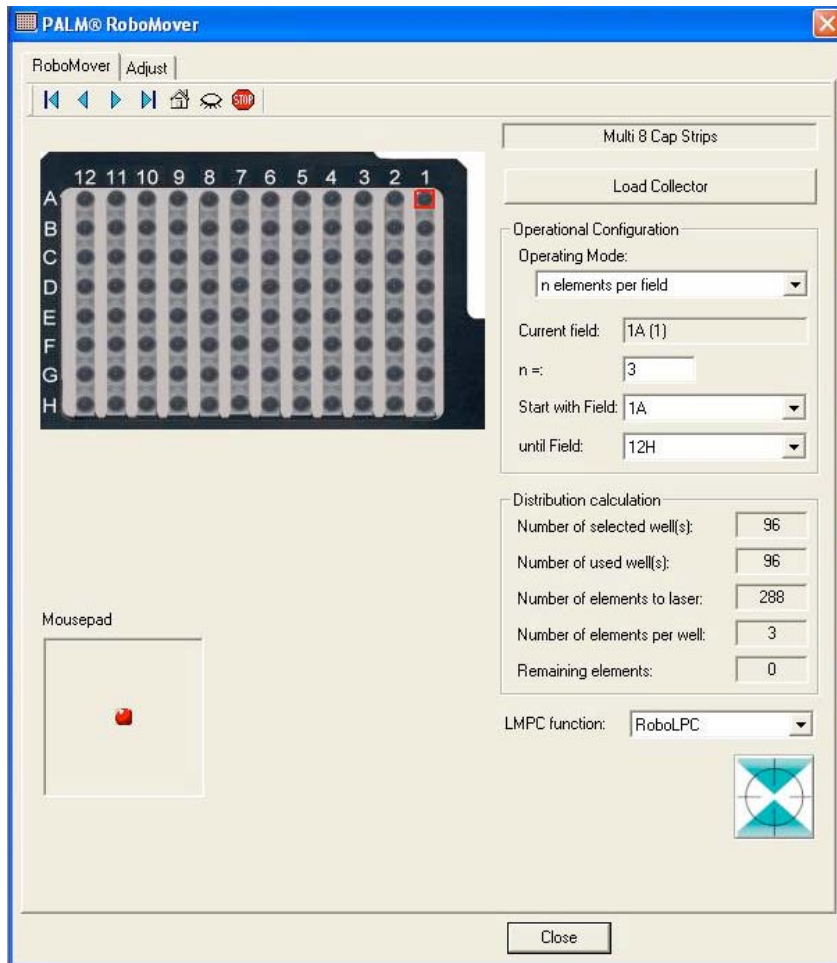 PALM® RoboMover
RoboMover Adjust
STOP
Multi 8 Cap Strips
Load Collector
12 11 10 9 8 7 6 5 4 3 2 1
A
B
C
D
E
F
G
H
Operational Configuration
Operating Mode:
n elements per field
Current field: 1A (1)
n =: 3
Start with Field: 1A
until Field: 12H
Distribution calculation
Number of selected well(s): 96
Number of used well(s): 96
Number of elements to laser: 288
Number of elements per well: 3
Remaining elements: 0
Mousepad
LMPC function: RoboLPC
Close